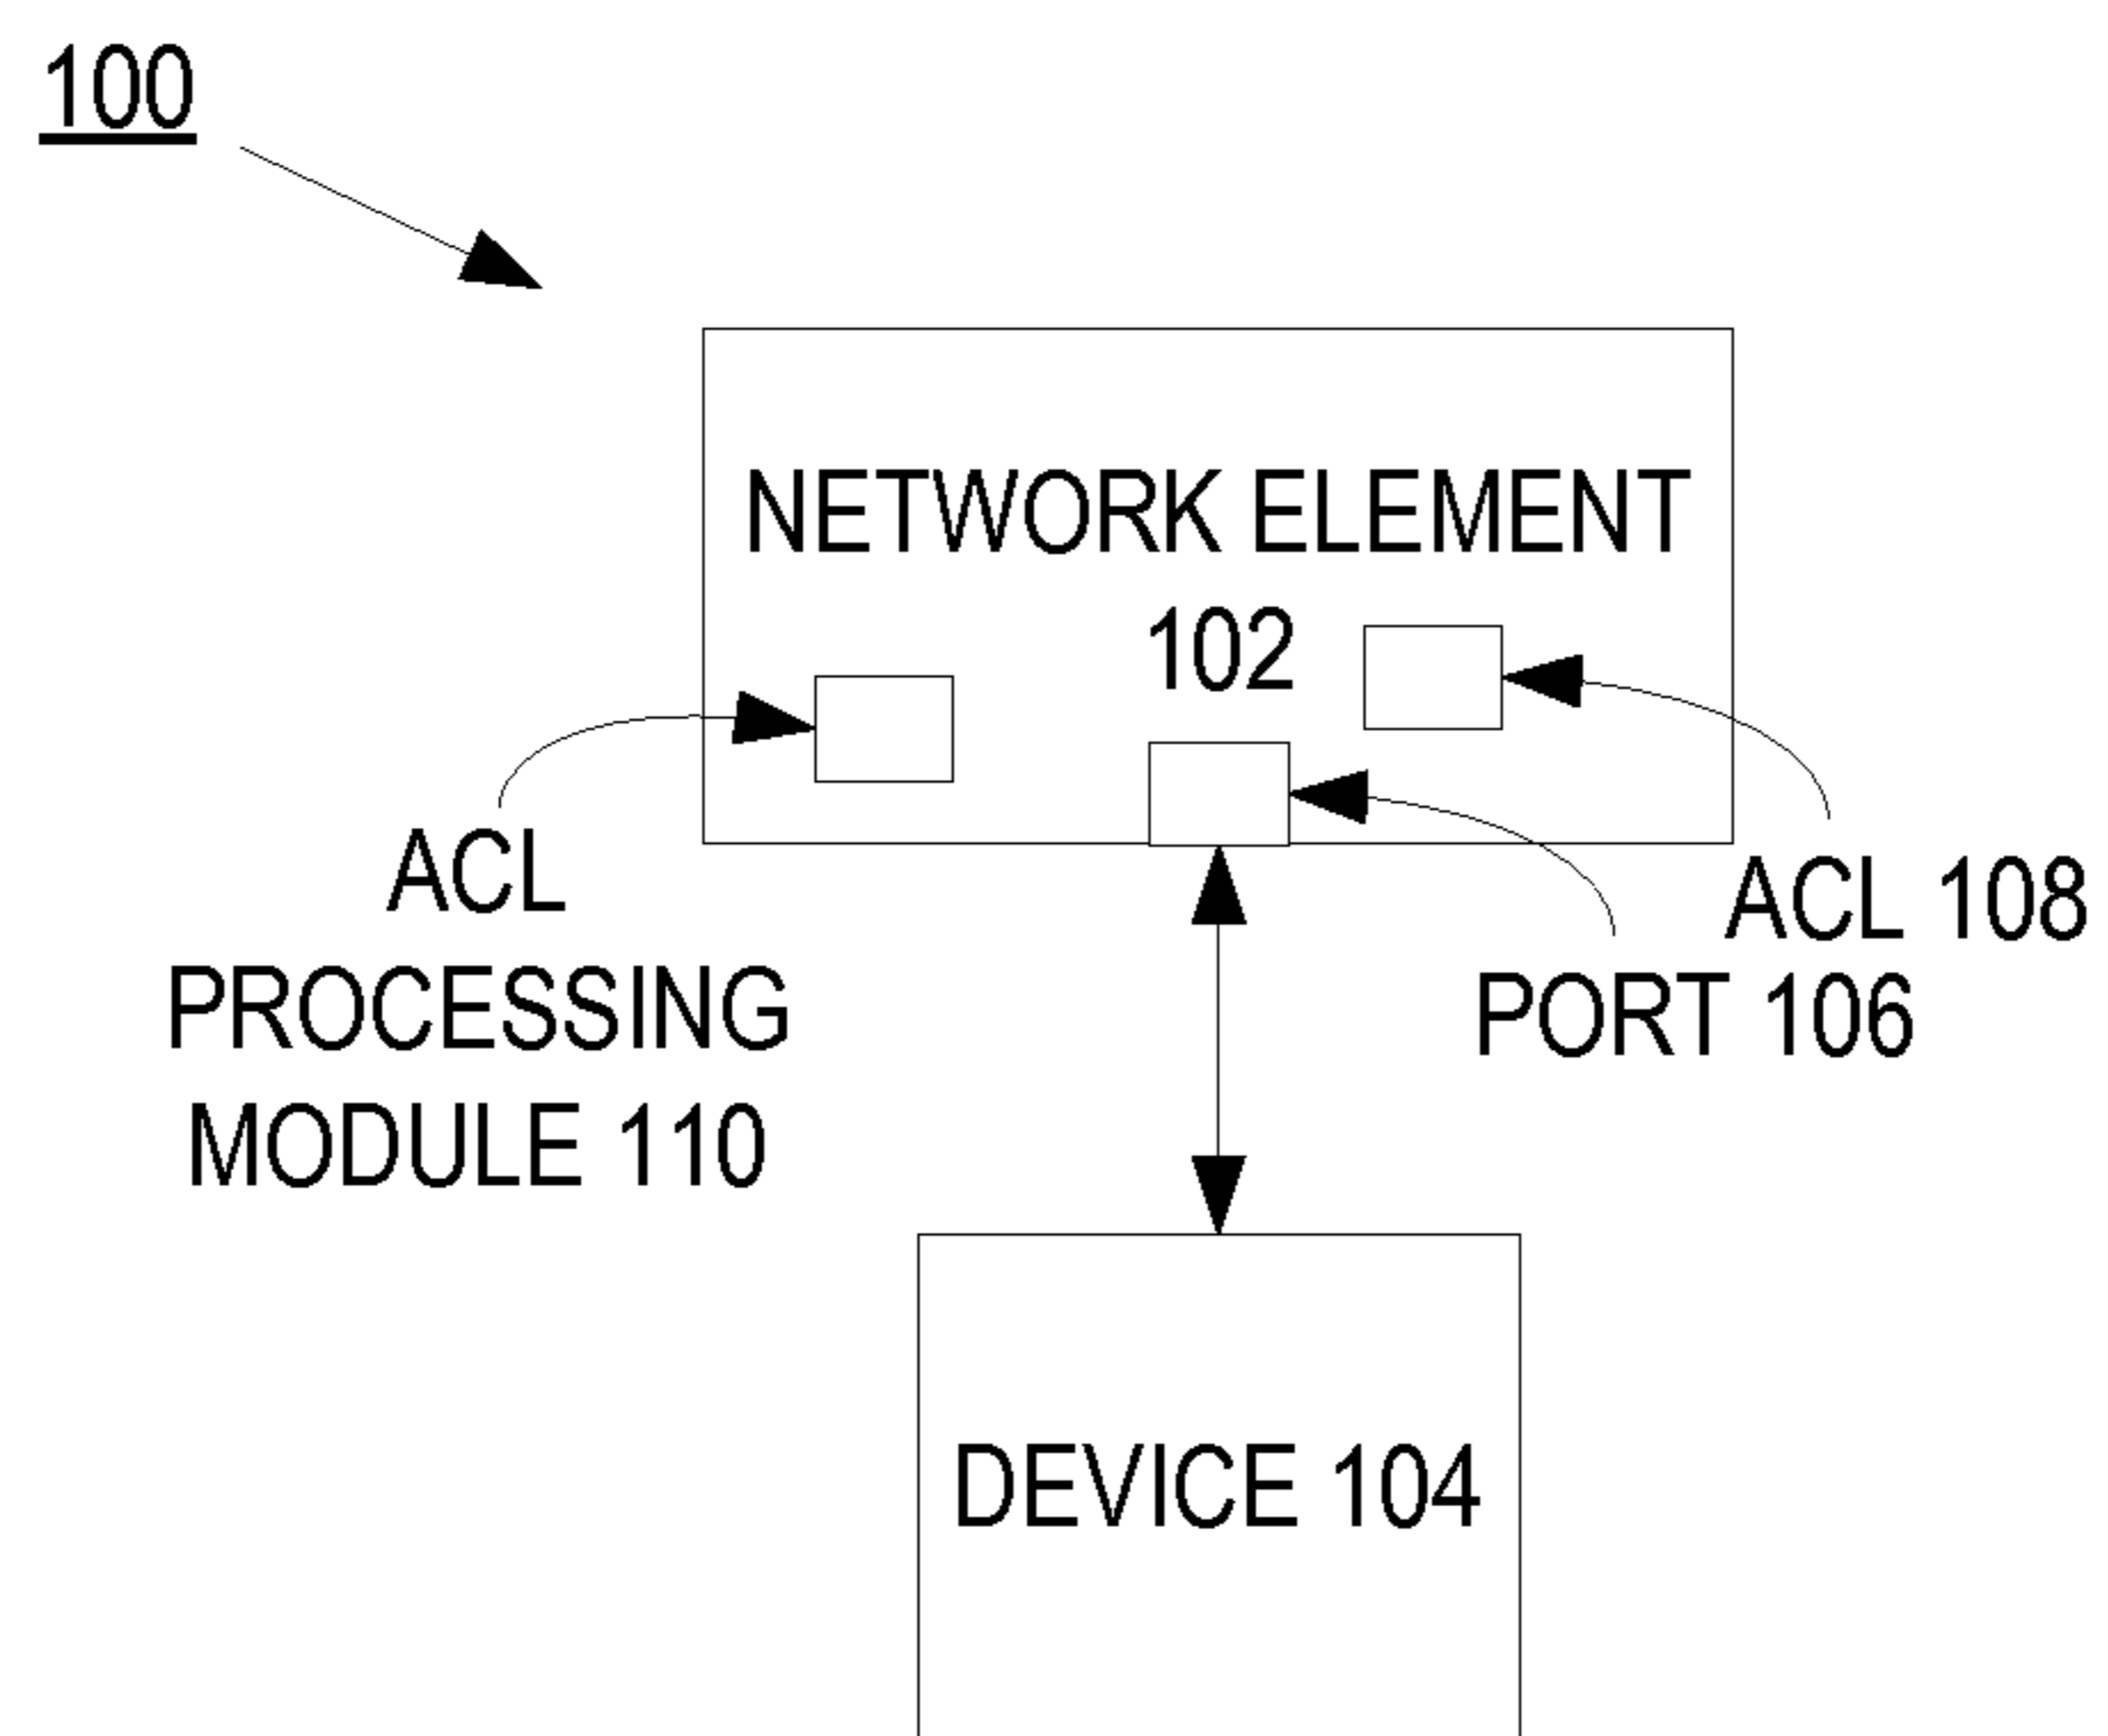 100
NETWORK ELEMENT
102
ACL
PROCESSING
MODULE 110
ACL 108
PORT 106
DEVICE 104